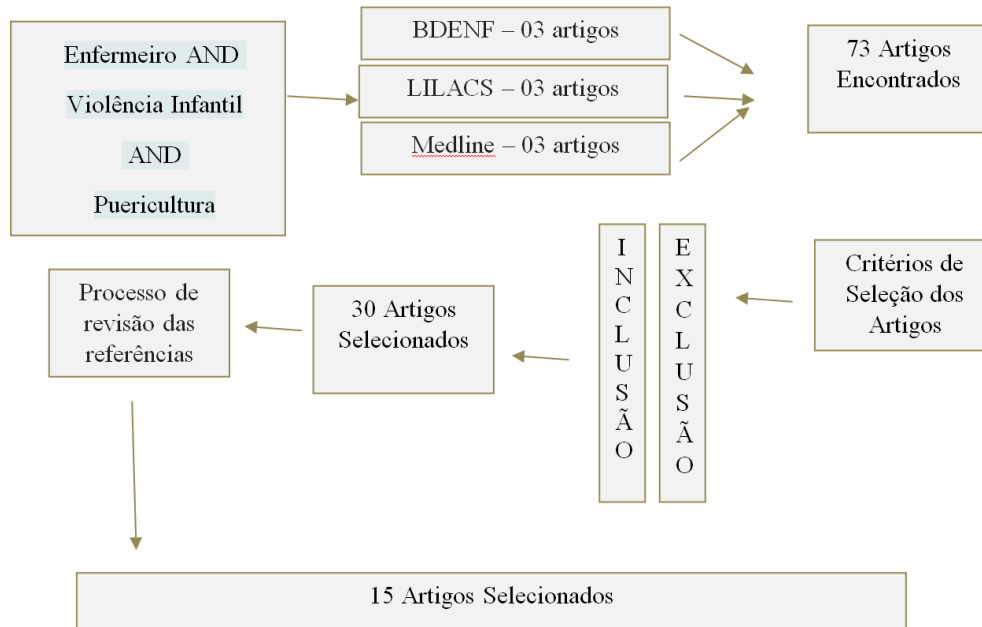 Enfermeiro AND
Violência Infantil
AND
Puericultura
BDENF – 03 artigos
LILACS – 03 artigos
Medline – 03 artigos
73 Artigos
Encontrados
Critérios de
Seleção dos
Artigos
E
X
C
L
U
S
Ã
O
I
N
C
L
U
S
Ã
O
30 Artigos
Selecionados
Processo de
revisão das
referências
15 Artigos Selecionados